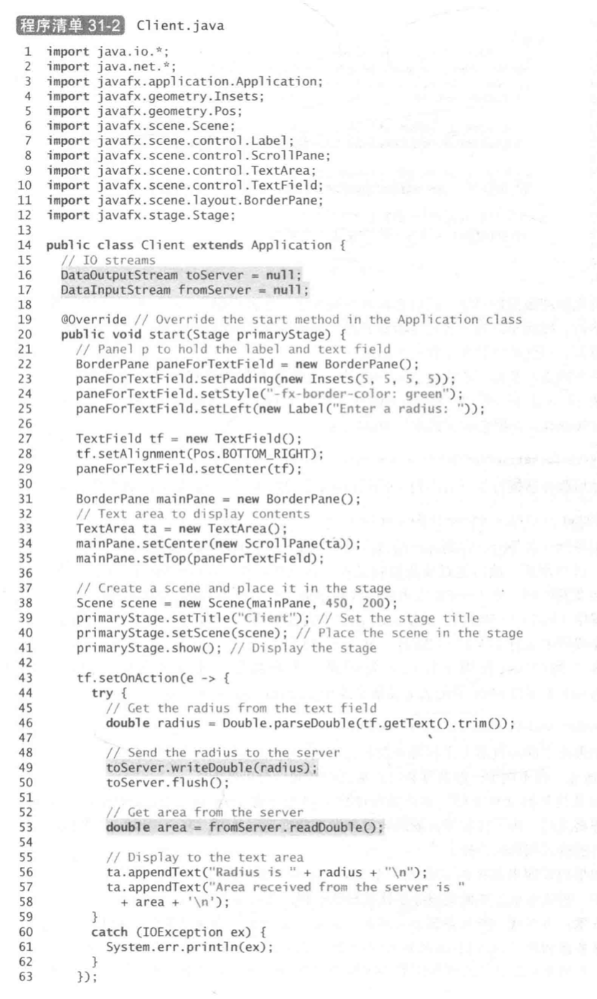 程序清单 31-2 Client.java
1 import java.io.*;
2 import java.net.*;
3 import javafx.application.Application;
4 import javafx.geometry.Insets;
5 import javafx.geometry.Pos;
6 import javafx.scene.Scene;
7 import javafx.scene.control.Label;
8 import javafx.scene.control.ScrollPane;
9 import javafx.scene.control.TextArea;
10 import javafx.scene.control.TextField;
11 import javafx.scene.layout.BorderPane;
12 import javafx.stage.Stage;
13
14 public class Client extends Application {
15   // IO streams
16   DataOutputStream toServer = null;
17   DataInputStream fromServer = null;
18
19   @Override // Override the start method in the Application class
20   public void start(Stage primaryStage) {
21     // Panel p to hold the label and text field
22     BorderPane paneForTextField = new BorderPane();
23     paneForTextField.setPadding(new Insets(5, 5, 5, 5));
24     paneForTextField.setStyle("-fx-border-color: green");
25     paneForTextField.setLeft(new Label("Enter a radius: "));
26
27     TextField tf = new TextField();
28     tf.setAlignment(Pos.BOTTOM_RIGHT);
29     paneForTextField.setCenter(tf);
30
31     BorderPane mainPane = new BorderPane();
32     // Text area to display contents
33     TextArea ta = new TextArea();
34     mainPane.setCenter(new ScrollPane(ta));
35     mainPane.setTop(paneForTextField);
36
37     // Create a scene and place it in the stage
38     Scene scene = new Scene(mainPane, 450, 200);
39     primaryStage.setTitle("Client"); // Set the stage title
40     primaryStage.setScene(scene); // Place the scene in the stage
41     primaryStage.show(); // Display the stage
42
43     tf.setOnAction(e -> {
44       try {
45         // Get the radius from the text field
46         double radius = Double.parseDouble(tf.getText().trim());
47
48         // Send the radius to the server
49         toServer.writeDouble(radius);
50         toServer.flush();
51
52         // Get area from the server
53         double area = fromServer.readDouble();
54
55         // Display to the text area
56         ta.appendText("Radius is " + radius + "\n");
57         ta.appendText("Area received from the server is "
58           + area + '\n');
59       }
60       catch (IOException ex) {
61         System.err.println(ex);
62       }
63     });